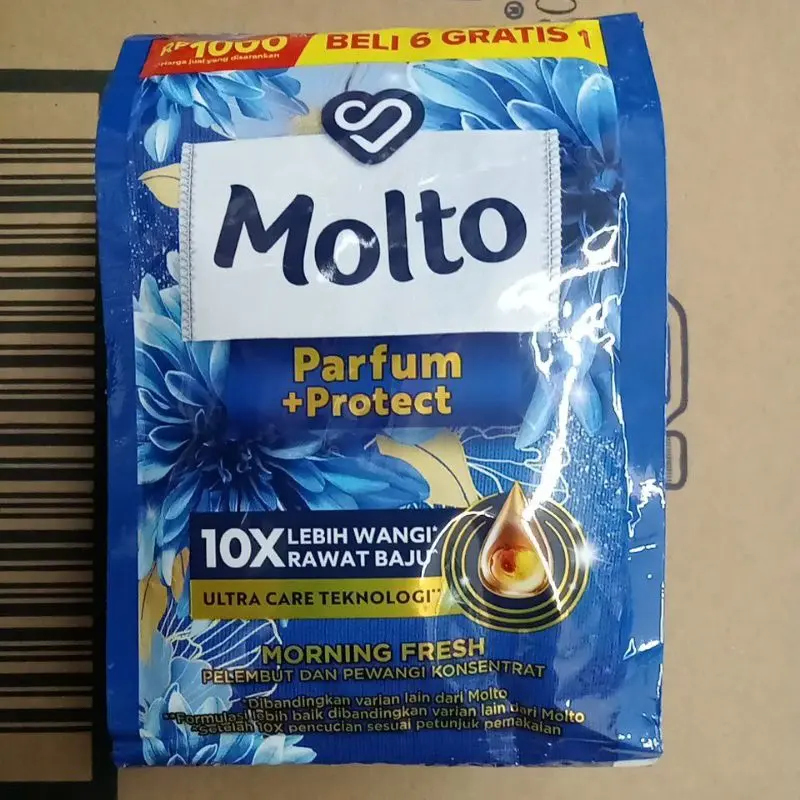 RP1000
*Harga jual yang disarankan
BELI 6 GRATIS 1
Molto
Parfum
+Protect
10X LEBIH WANGI*
RAWAT BAJU^
ULTRA CARE TEKNOLOGI**
MORNING FRESH
PELEMBUT DAN PEWANGI KONSENTRAT
*Dibandingkan varian lain dari Molto
**Formulasi lebih baik dibandingkan varian lain dari Molto
^Setelah 10X pencucian sesuai petunjuk pemakaian